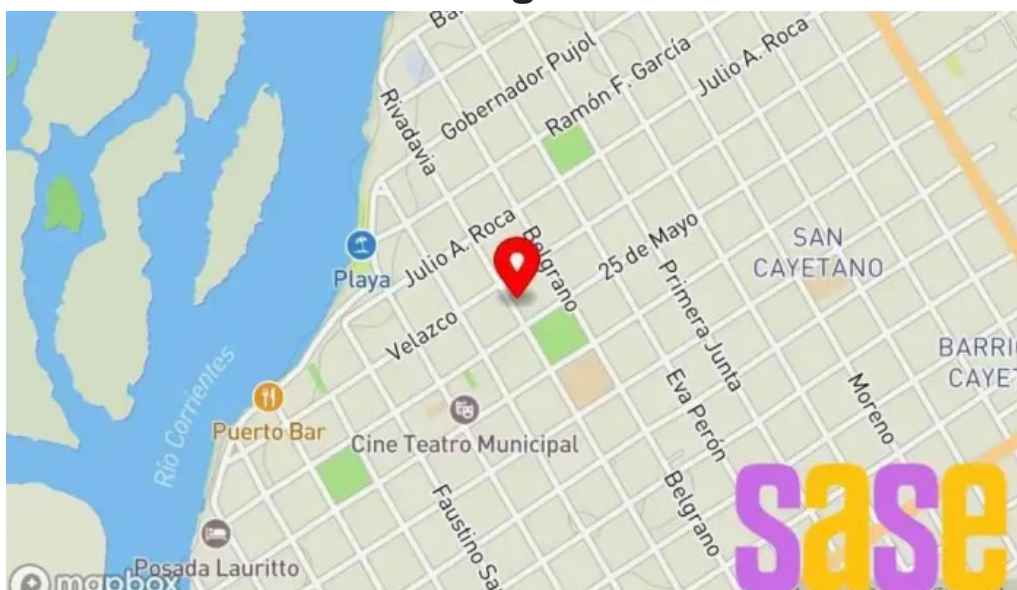 Gobernador Pujol
Ramón F. García
Julio A. Roca
Rivadavia
Julio A. Roca
Belgrano
25 de Mayo
SAN
CAYETANO
Playa
Velazco
Primera Junta
Río Corrientes
Puerto Bar
Cine Teatro Municipal
Eva Perón
Moreno
Belgrano
Faustino
Posada Lauritto
mapbox
sase